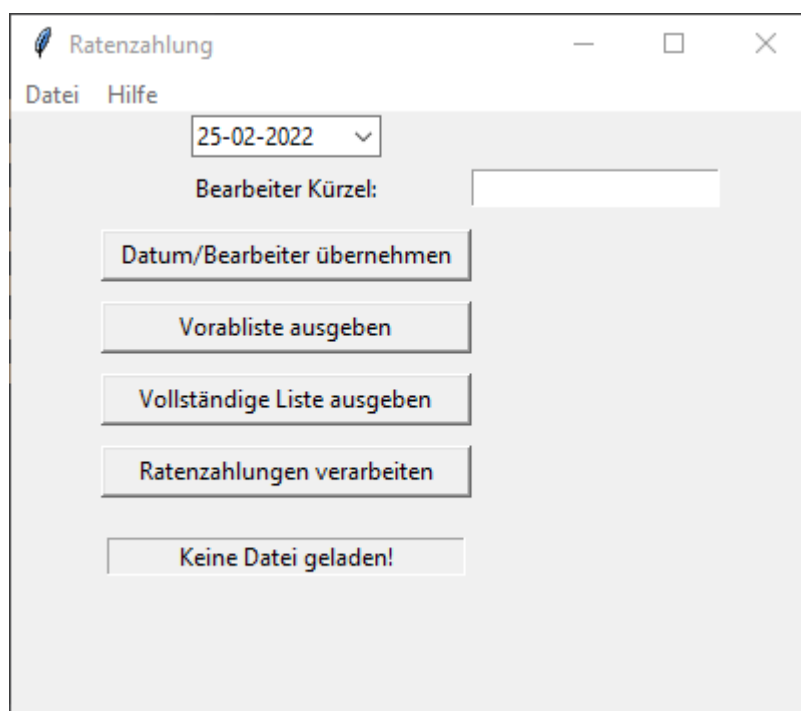 Ratenzahlung
Datei Hilfe
25-02-2022
Bearbeiter Kürzel:
Datum/Bearbeiter übernehmen
Vorabliste ausgeben
Vollständige Liste ausgeben
Ratenzahlungen verarbeiten
Keine Datei geladen!